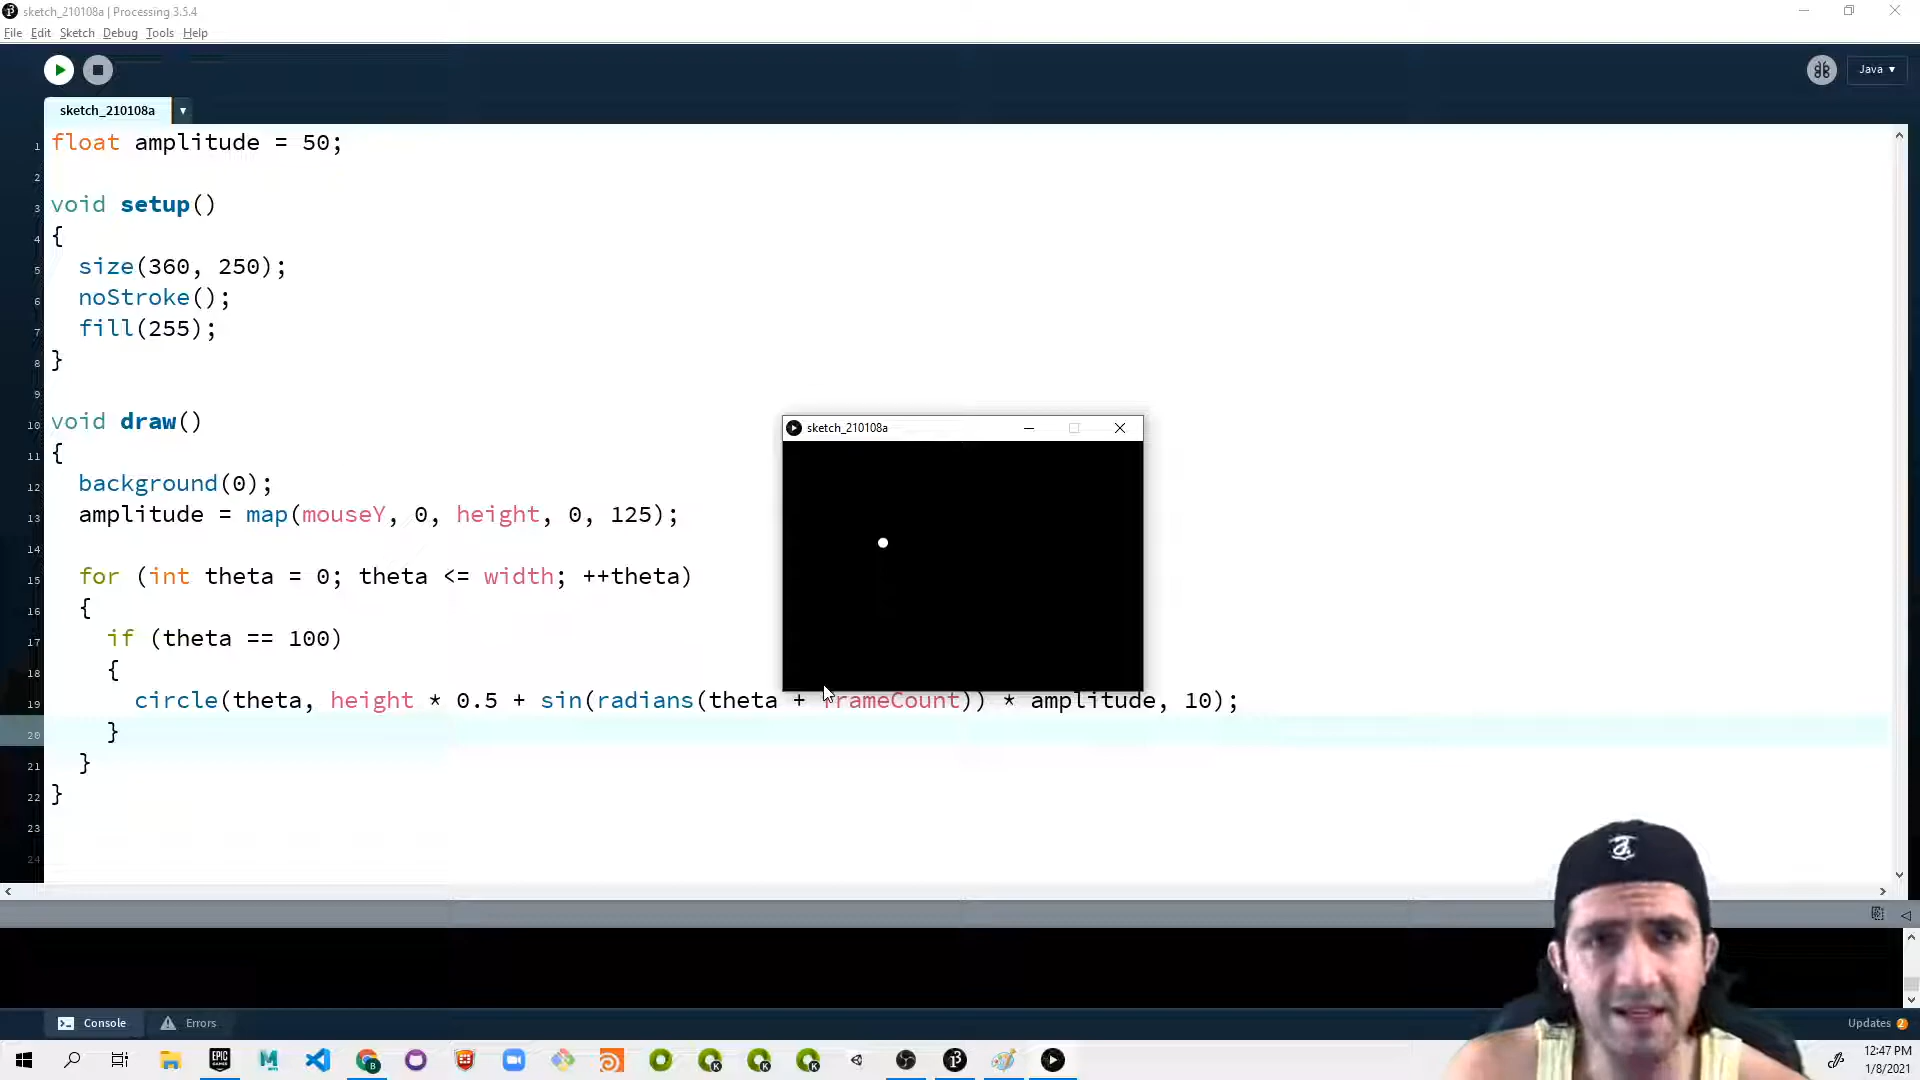 sketch_210108a | Processing 3.5.4
File Edit Sketch Debug Tools Help
Java ▾
sketch_210108a ▾
1 float amplitude = 50;
2
3 void setup()
4 {
5 size(360, 250);
6 noStroke();
7 fill(255);
8 }
9
10 void draw()
11 {
12 background(0);
13 amplitude = map(mouseY, 0, height, 0, 125);
14
15 for (int theta = 0; theta <= width; ++theta)
16 {
17 if (theta == 100)
18 {
19 circle(theta, height * 0.5 + sin(radians(theta + frameCount)) * amplitude, 10);
20 }
21 }
22 }
23
24
sketch_210108a
Console Errors
Updates 2
EPIC GAMES
12:47 PM
1/8/2021